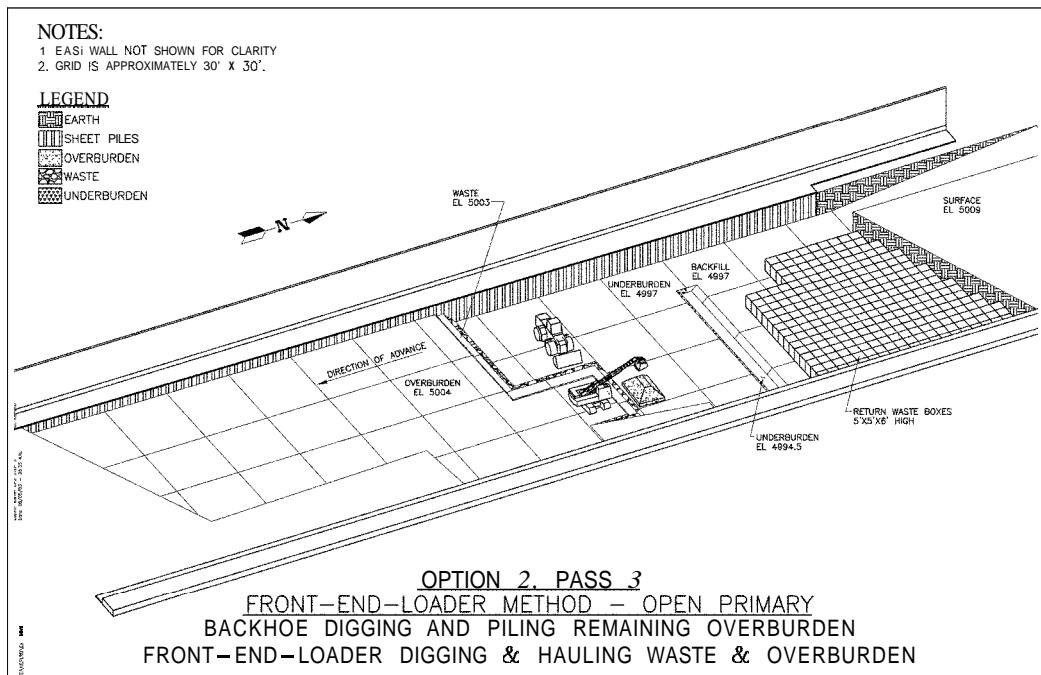 NOTES:
1 EASi WALL NOT SHOWN FOR CLARITY
2. GRID IS APPROXIMATELY 30' X 30'.
LEGEND
EARTH
SHEET PILES
OVERBURDEN
WASTE
UNDERBURDEN
N
WASTE
EL 5003
SURFACE
EL 5009
BACKFILL
EL 4997
UNDERBURDEN
EL 4997
DIRECTION OF ADVANCE
OVERBURDEN
EL 5004
RETURN WASTE BOXES
5'X5'X6' HIGH
UNDERBURDEN
EL 4994.5
OPTION 2, PASS 3
FRONT-END-LOADER METHOD - OPEN PRIMARY
BACKHOE DIGGING AND PILING REMAINING OVERBURDEN
FRONT-END-LOADER DIGGING & HAULING WASTE & OVERBURDEN